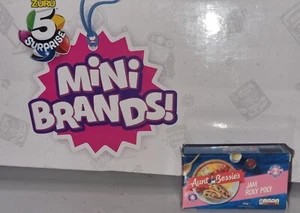 ZURU
5
SURPRISE
MINI
BRANDS!
Aunt Bessie's
JAM
ROLY POLY